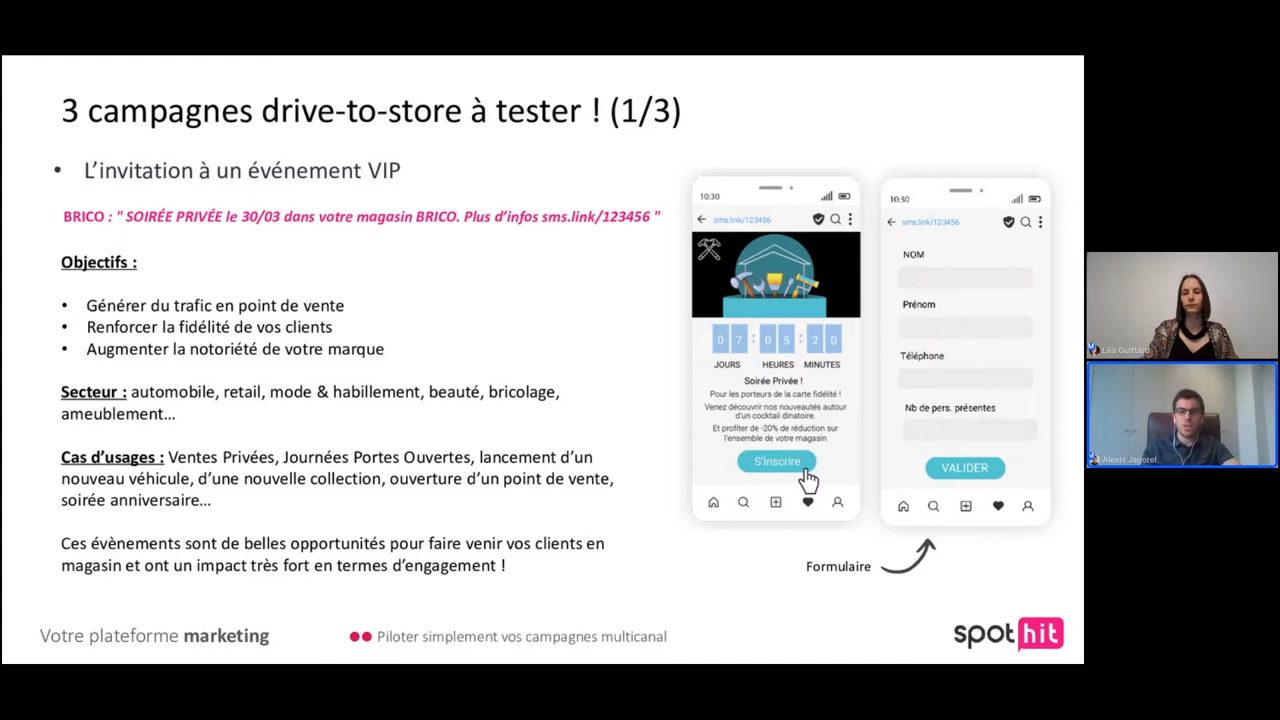 3 campagnes drive-to-store à tester ! (1/3)
• L’invitation à un événement VIP
BRICO : " SOIRÉE PRIVÉE le 30/03 dans votre magasin BRICO. Plus d’infos sms.link/123456 "
Objectifs :
• Générer du trafic en point de vente
• Renforcer la fidélité de vos clients
• Augmenter la notoriété de votre marque
Secteur : automobile, retail, mode & habillement, beauté, bricolage,
ameublement…
Cas d’usages : Ventes Privées, Journées Portes Ouvertes, lancement d’un
nouveau véhicule, d’une nouvelle collection, ouverture d’un point de vente,
soirée anniversaire…
Ces évènements sont de belles opportunités pour faire venir vos clients en
magasin et ont un impact très fort en termes d’engagement !
10:30
sms.link/123456
07 : 05 : 20
JOURS HEURES MINUTES
Soirée Privée !
Pour les porteurs de la carte fidélité !
Venez découvrir nos nouveautés autour
d’un cocktail dinatoire.
Et profiter de -20% de réduction sur
l’ensemble de votre magasin
S’inscrire
10:30
sms.link/123456
NOM
Prénom
Téléphone
Nb de pers. présentes
VALIDER
Formulaire
Votre plateforme marketing
Piloter simplement vos campagnes multicanal
spot hit
Léa Guittard
Alexis Jagorel